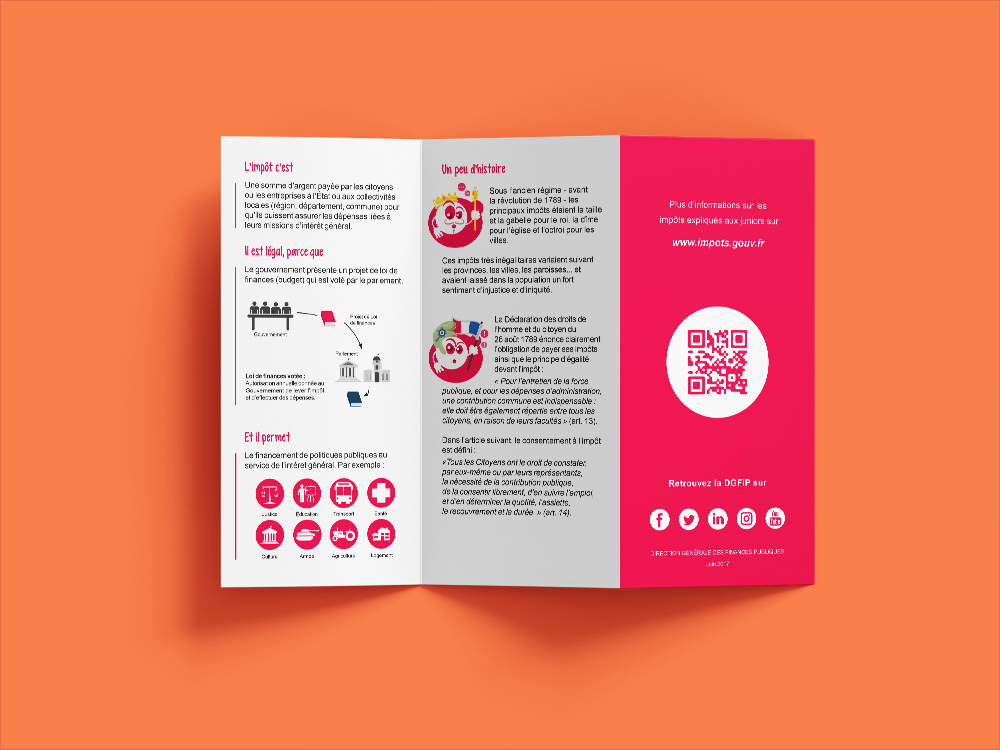 L'impôt c'est
Une somme d'argent payée par les citoyens
ou les entreprises à l'État ou aux collectivités
locales (région, département, commune) pour
qu'ils puissent assurer les dépenses liées à
leurs missions d'intérêt général.
Il est légal, parce que
Le gouvernement présente un projet de loi de
finances (budget) qui est voté par le parlement.
Gouvernement
Projet de Loi
de finances
Parlement
Loi de finances votée :
Autorisation annuelle donnée au
Gouvernement de lever l'impôt
et d'effectuer des dépenses.
Et il permet
Le financement de politiques publiques au
service de l'intéret général. Par exemple :
Justice
Education
Transport
Santé
Culture
Armée
Agriculture
Logement
Un peu d'histoire
Sous l'ancien régime - avant
la révolution de 1789 - les
principaux impôts étaient la taille
et la gabelle pour le roi, la dîme
pour l'église et l'octroi pour les
villes.
Ces impôts très inégalitaires variaient suivant
les provinces, les villes, les paroisses... et
avaient laissé dans la population un fort
sentiment d'injustice et d'iniquité.
La Déclaration des droits de
l'homme et du citoyen du
26 août 1789 énonce clairement
l'obligation de payer ses impôts
ainsi que le principe d'égalité
devant l'impôt :
« Pour l'entretien de la force
publique, et pour les dépenses d'administration,
une contribution commune est indispensable :
elle doit être également répartie entre tous les
citoyens, en raison de leurs facultés » (art. 13).
Dans l'article suivant, le consentement à l'impôt
est défini :
« Tous les Citoyens ont le droit de constater,
par eux-même ou par leurs représentants,
la nécessité de la contribution publique,
de la consentir librement, d'en suivre l'emploi,
et d'en déterminer la quotité, l'assiette,
le recouvrement et la durée. » (art. 14).
Plus d'informations sur les
impôts expliqués aux juniors sur
www.impots.gouv.fr
Retrouvez la DGFiP sur
You
Tube
DIRECTION GÉNÉRALE DES FINANCES PUBLIQUES
Juin 2017